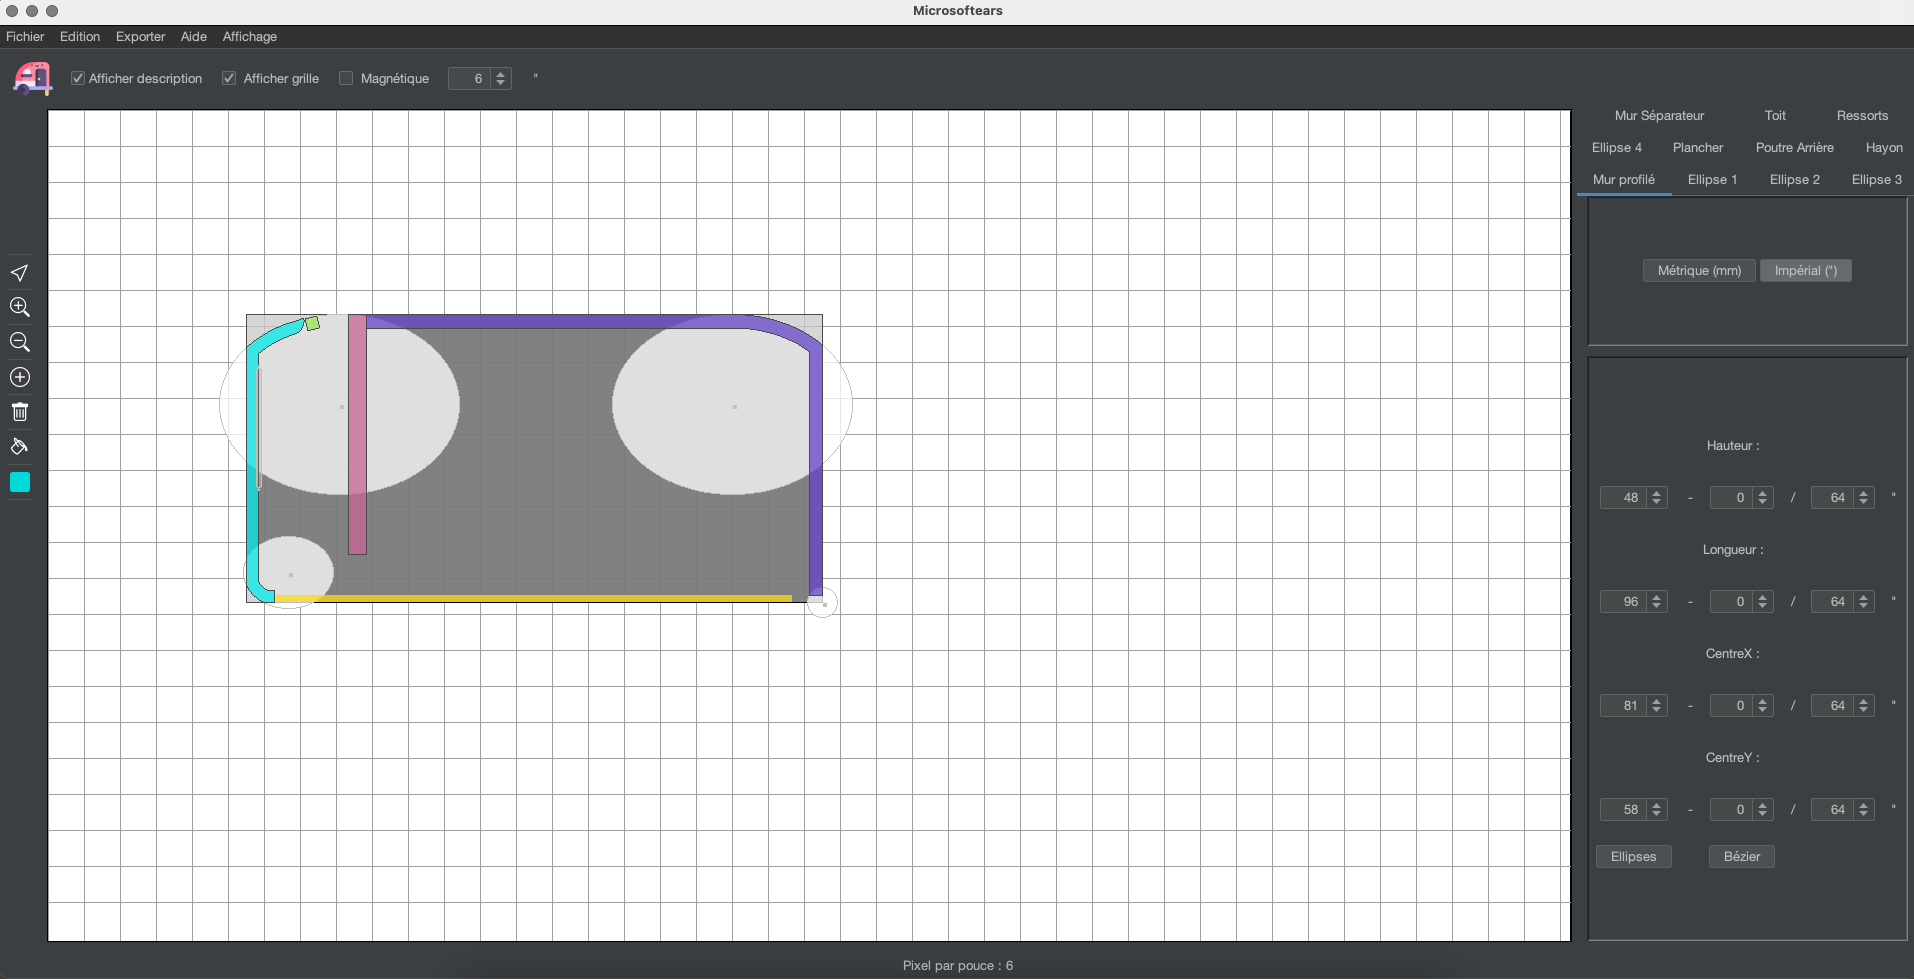 Microsoftears
Fichier Edition Exporter Aide Affichage
Afficher description Afficher grille Magnétique 6 "
Mur Séparateur Toit Ressorts
Ellipse 4 Plancher Poutre Arrière Hayon
Mur profilé Ellipse 1 Ellipse 2 Ellipse 3
Métrique (mm) Impérial (")
Hauteur :
48 - 0 / 64 "
Longueur :
96 - 0 / 64 "
CentreX :
81 - 0 / 64 "
CentreY :
58 - 0 / 64 "
Ellipses Bézier
Pixel par pouce : 6